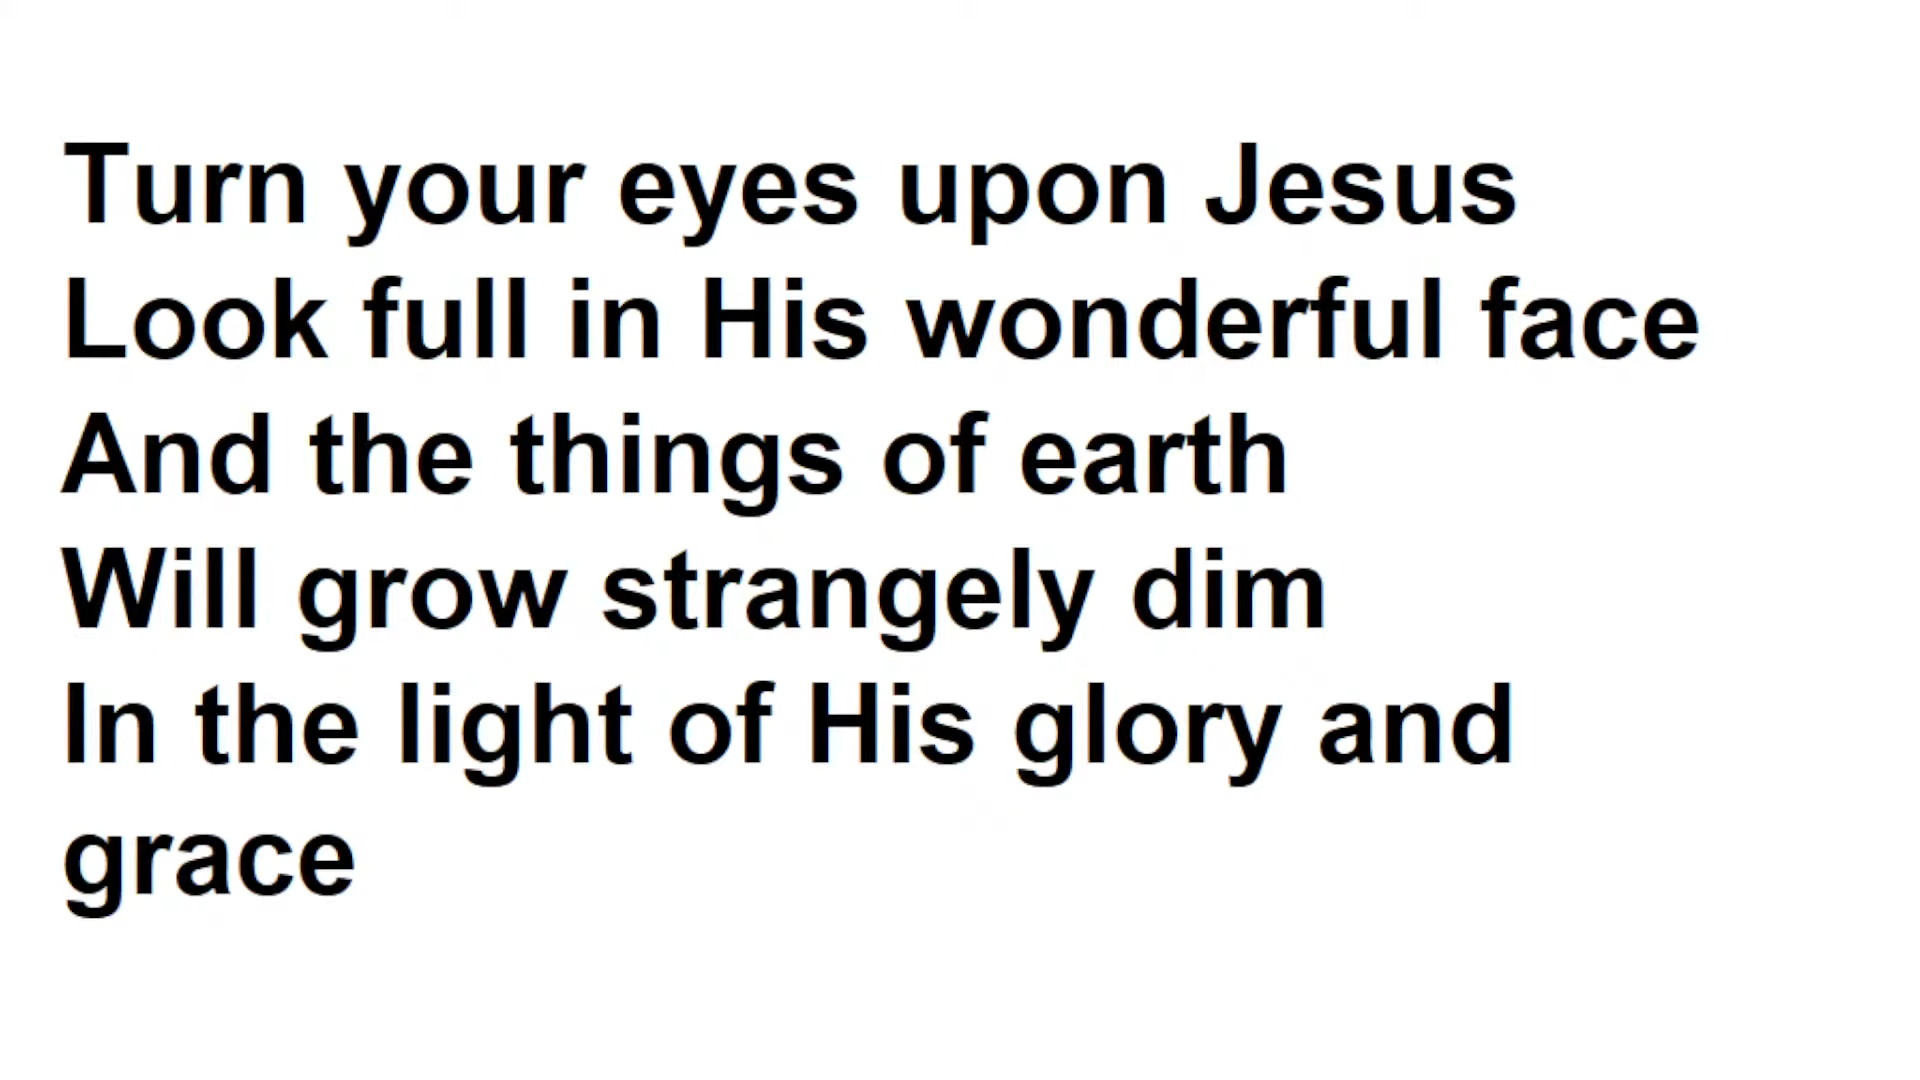 Turn your eyes upon Jesus
Look full in His wonderful face
And the things of earth
Will grow strangely dim
In the light of His glory and
grace